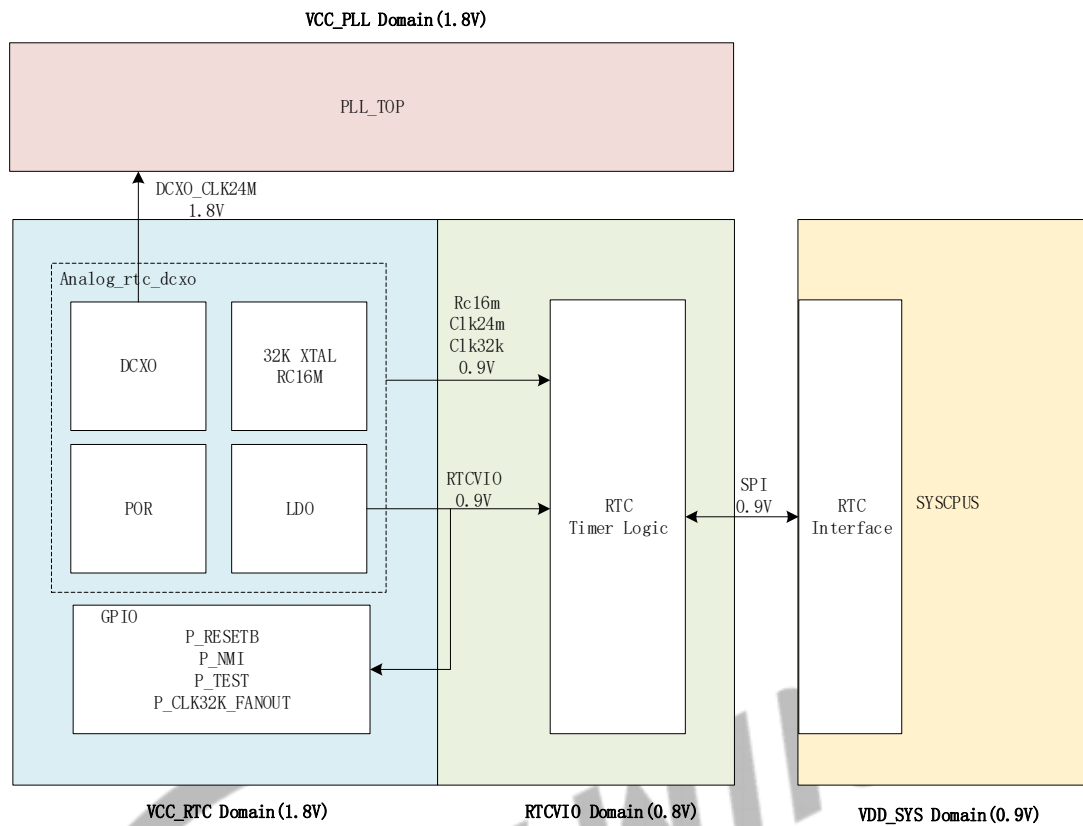 VCC_PLL Domain(1.8V)
PLL_TOP
DCXO_CLK24M
1.8V
Analog_rtc_dcxo
DCXO
32K XTAL
RC16M
POR
LDO
Rc16m
Clk24m
Clk32k
0.9V
RTCVIO
0.9V
RTC
Timer Logic
SPI
0.9V
RTC
Interface
SYSCPUS
GPIO
P_RESETB
P_NMI
P_TEST
P_CLK32K_FANOUT
VCC_RTC Domain(1.8V)
RTCVIO Domain(0.8V)
VDD_SYS Domain(0.9V)